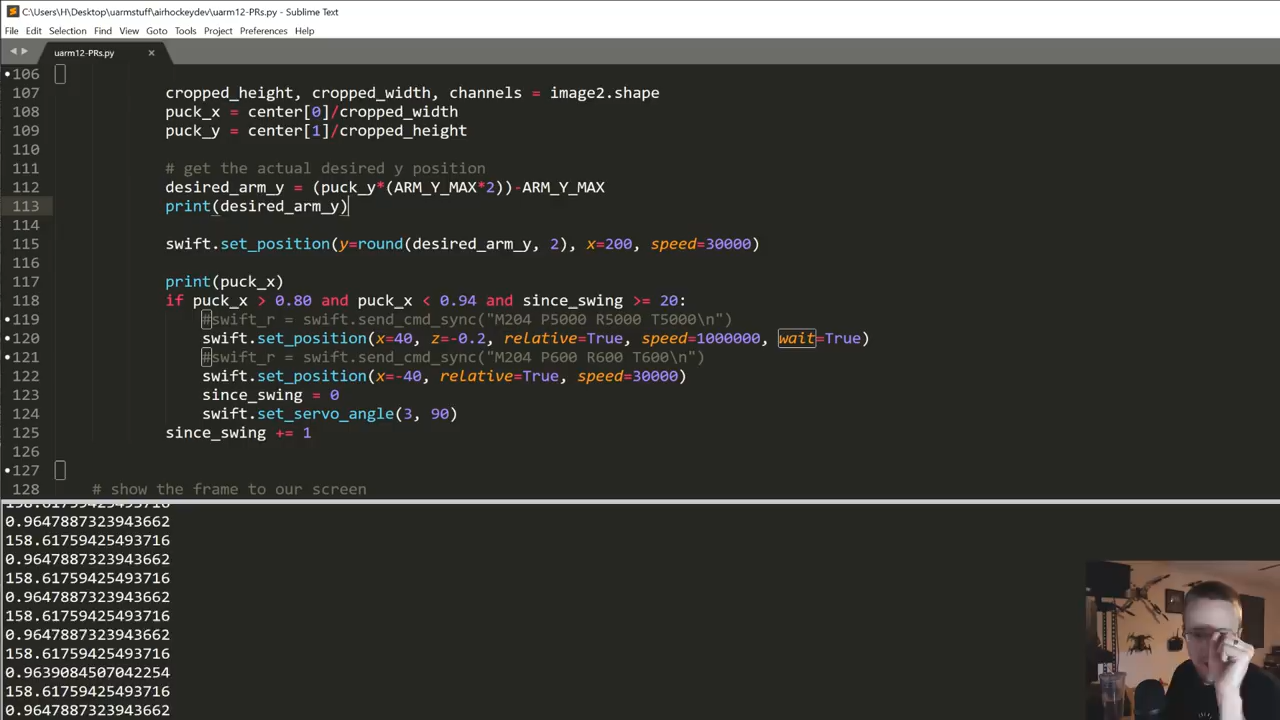 C:\Users\H\Desktop\uarmstuff\airhockeydev\uarm12-PRs.py - Sublime Text
File Edit Selection Find View Goto Tools Project Preferences Help
uarm12-PRs.py ×
106
107 cropped_height, cropped_width, channels = image2.shape
108 puck_x = center[0]/cropped_width
109 puck_y = center[1]/cropped_height
110
111 # get the actual desired y position
112 desired_arm_y = (puck_y*(ARM_Y_MAX*2))-ARM_Y_MAX
113 print(desired_arm_y)
114
115 swift.set_position(y=round(desired_arm_y, 2), x=200, speed=30000)
116
117 print(puck_x)
118 if puck_x > 0.80 and puck_x < 0.94 and since_swing >= 20:
119 #swift_r = swift.send_cmd_sync("M204 P5000 R5000 T5000\n")
120 swift.set_position(x=40, z=-0.2, relative=True, speed=1000000, wait=True)
121 #swift_r = swift.send_cmd_sync("M204 P600 R600 T600\n")
122 swift.set_position(x=-40, relative=True, speed=30000)
123 since_swing = 0
124 swift.set_servo_angle(3, 90)
125 since_swing += 1
126
127
128 # show the frame to our screen
158.61759425493716
0.9647887323943662
158.61759425493716
0.9647887323943662
158.61759425493716
0.9647887323943662
158.61759425493716
0.9647887323943662
158.61759425493716
0.9639084507042254
158.61759425493716
0.9647887323943662